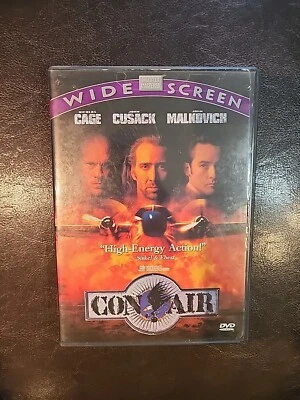 WIDE SCREEN
CAGE CUSACK MALKOVICH
"High-Energy Action!"
CON AIR
DVD